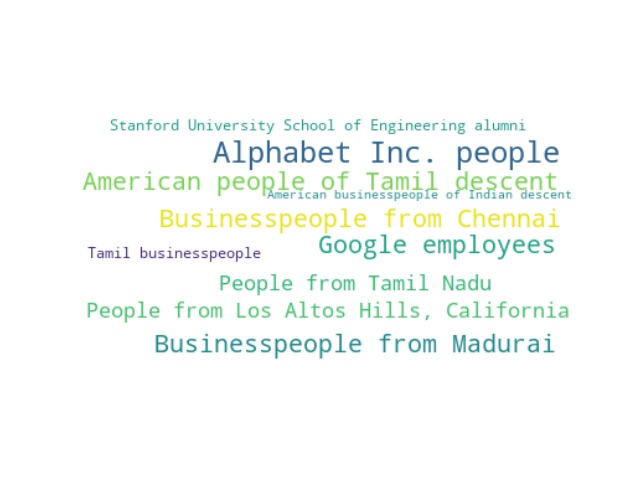 Stanford University School of Engineering alumni
Alphabet Inc. people
American people of Tamil descent
American businesspeople of Indian descent
Businesspeople from Chennai
Google employees
Tamil businesspeople
People from Tamil Nadu
People from Los Altos Hills, California
Businesspeople from Madurai